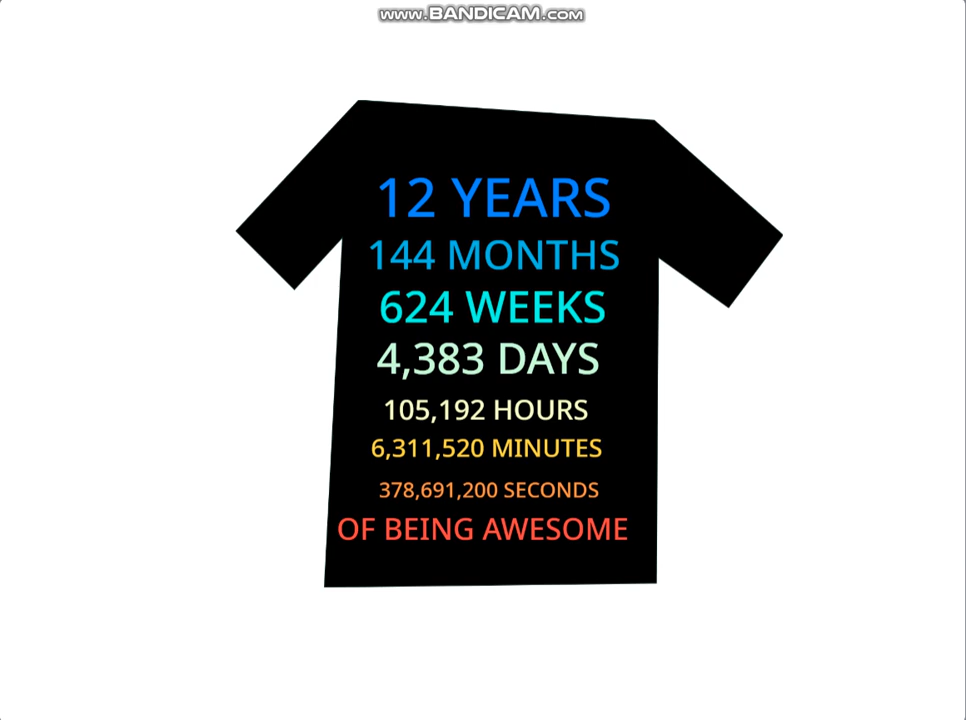 www.BANDICAM.com
12 YEARS
144 MONTHS
624 WEEKS
4,383 DAYS
105,192 HOURS
6,311,520 MINUTES
378,691,200 SECONDS
OF BEING AWESOME